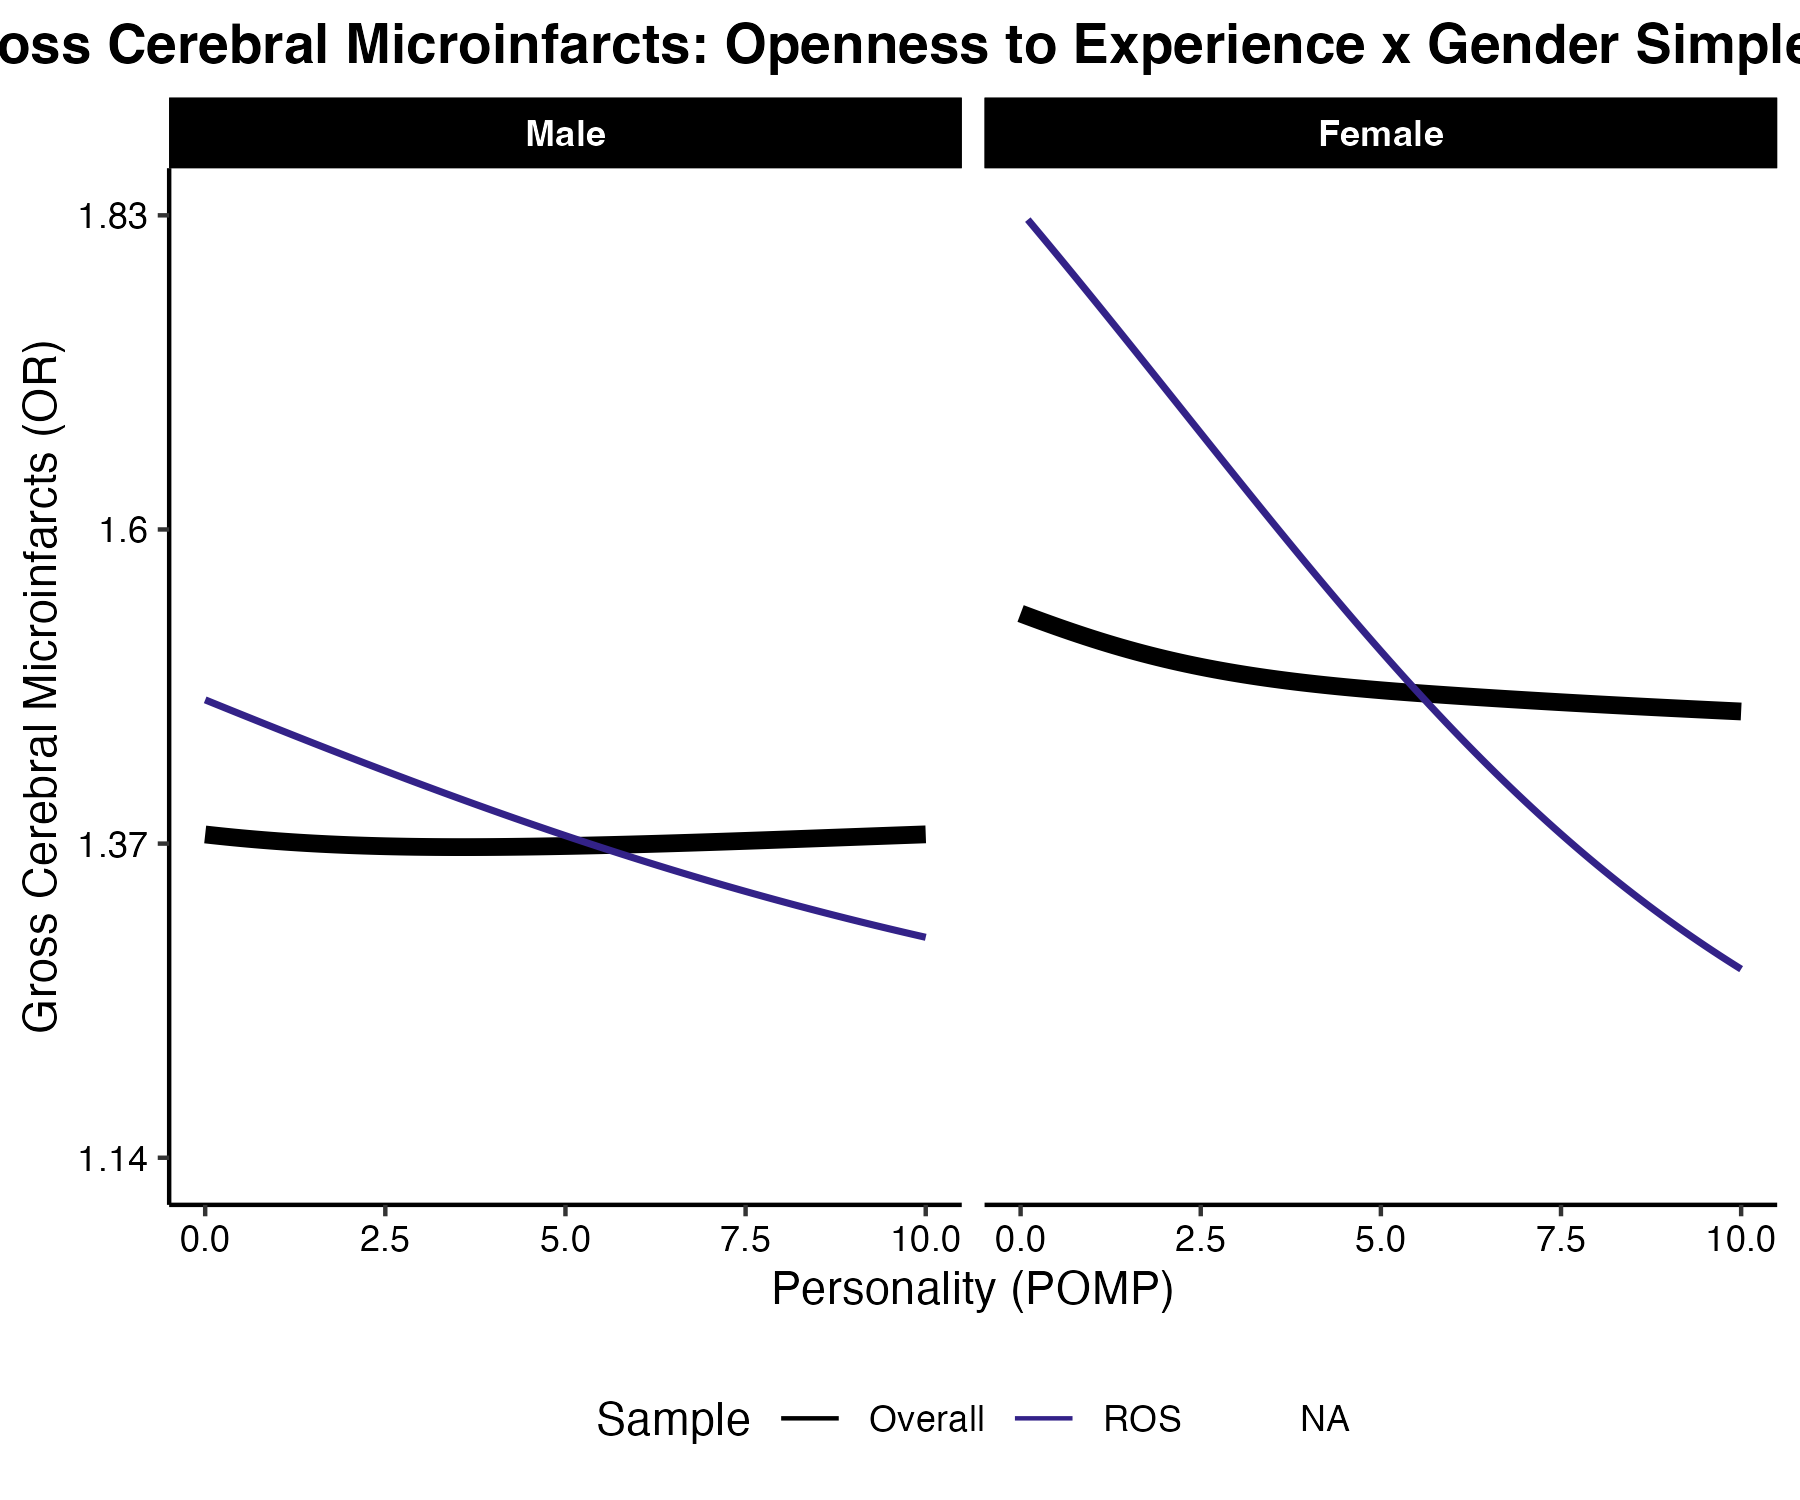 oss Cerebral Microinfarcts: Openness to Experience x Gender Simple
Male
Female
Gross Cerebral Microinfarcts (OR)
1.83
1.6
1.37
1.14
0.0 2.5 5.0 7.5 10.0 0.0 2.5 5.0 7.5 10.0
Personality (POMP)
Sample Overall ROS NA